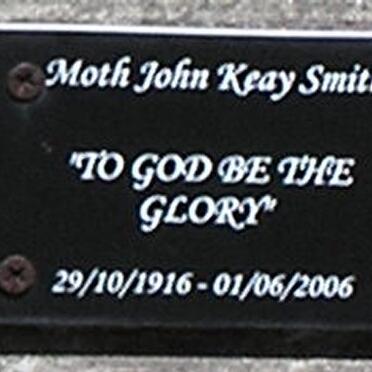 Moth John Keay Smit
"TO GOD BE THE
GLORY"
29/10/1916 - 01/06/2006